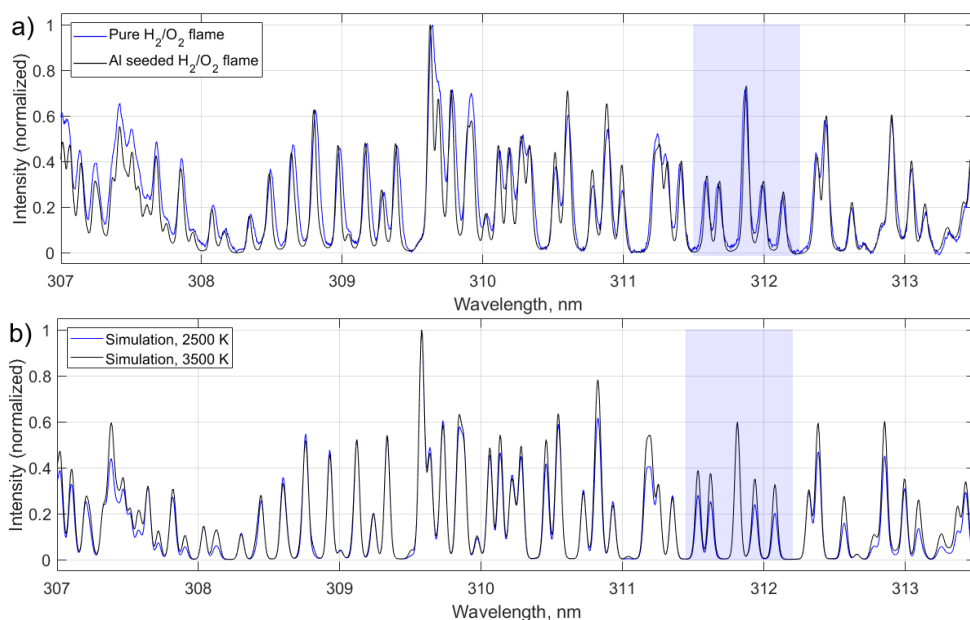 a)
Pure H₂/O₂ flame
Al seeded H₂/O₂ flame
Intensity (normalized)
1
0.8
0.6
0.4
0.2
0
307 308 309 310 311 312 313
Wavelength, nm
b)
Simulation, 2500 K
Simulation, 3500 K
Intensity (normalized)
1
0.8
0.6
0.4
0.2
0
307 308 309 310 311 312 313
Wavelength, nm